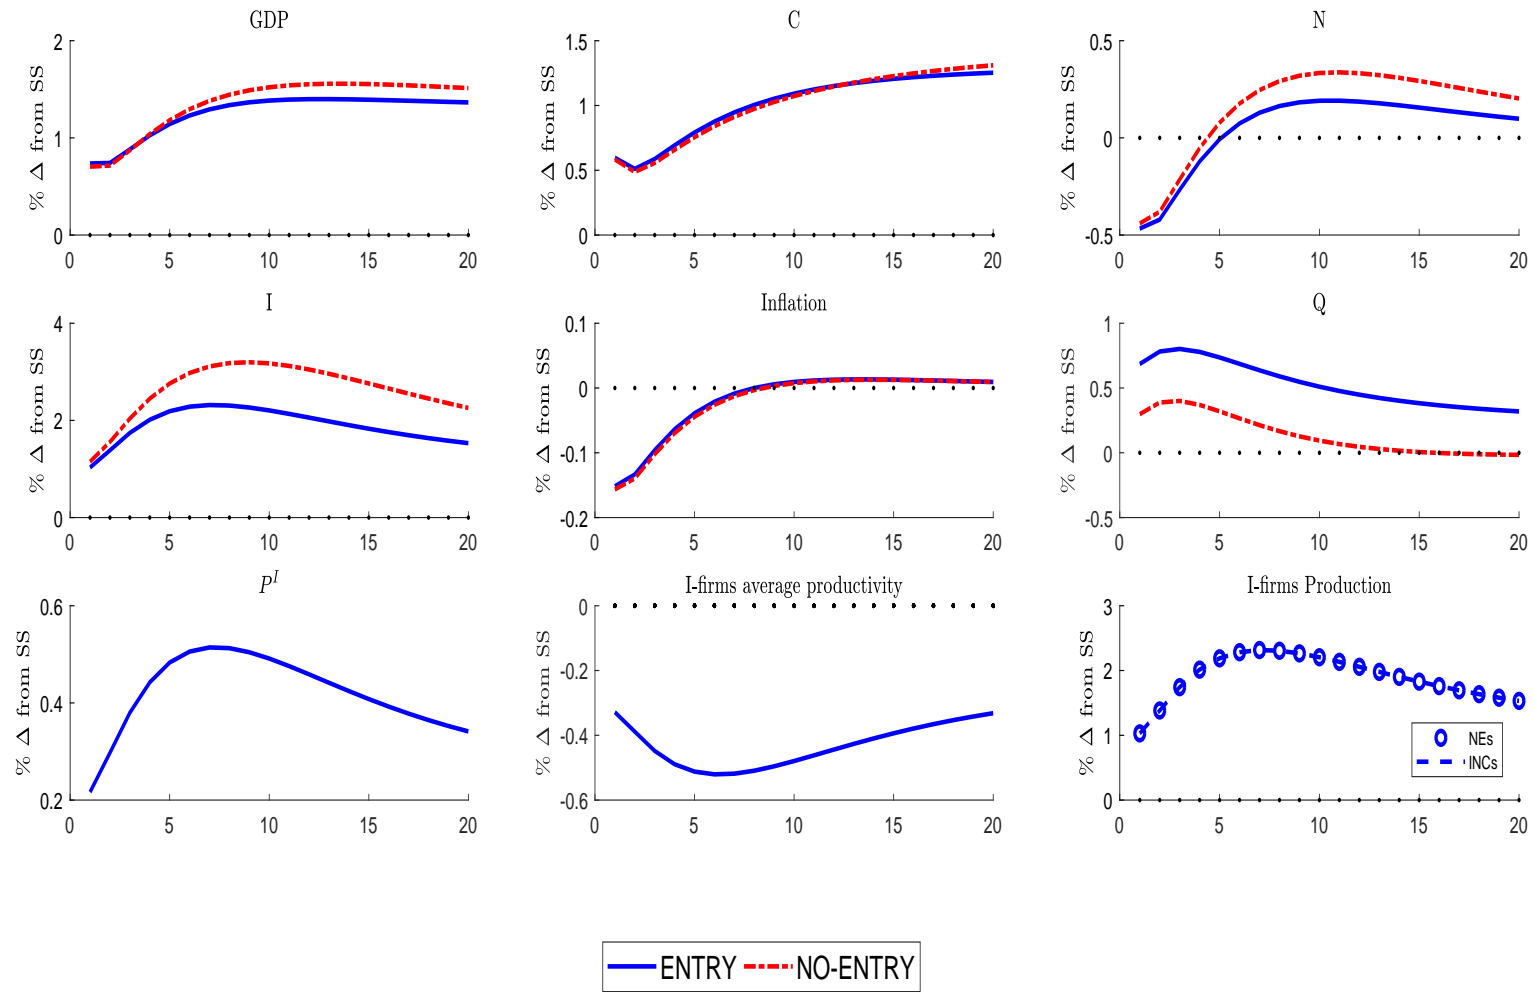 GDP
C
N
% Δ from SS
2
1
0
0 5 10 15 20
% Δ from SS
1.5
1
0.5
0
0 5 10 15 20
% Δ from SS
0.5
0
-0.5
0 5 10 15 20
I
Inflation
Q
% Δ from SS
4
2
0
0 5 10 15 20
% Δ from SS
0.1
0
-0.1
-0.2
0 5 10 15 20
% Δ from SS
1
0.5
0
-0.5
0 5 10 15 20
P^I
I-firms average productivity
I-firms Production
% Δ from SS
0.6
0.4
0.2
0 5 10 15 20
% Δ from SS
0
-0.2
-0.4
-0.6
0 5 10 15 20
% Δ from SS
3
2
1
0
0 5 10 15 20
NEs
INCs
ENTRY NO-ENTRY